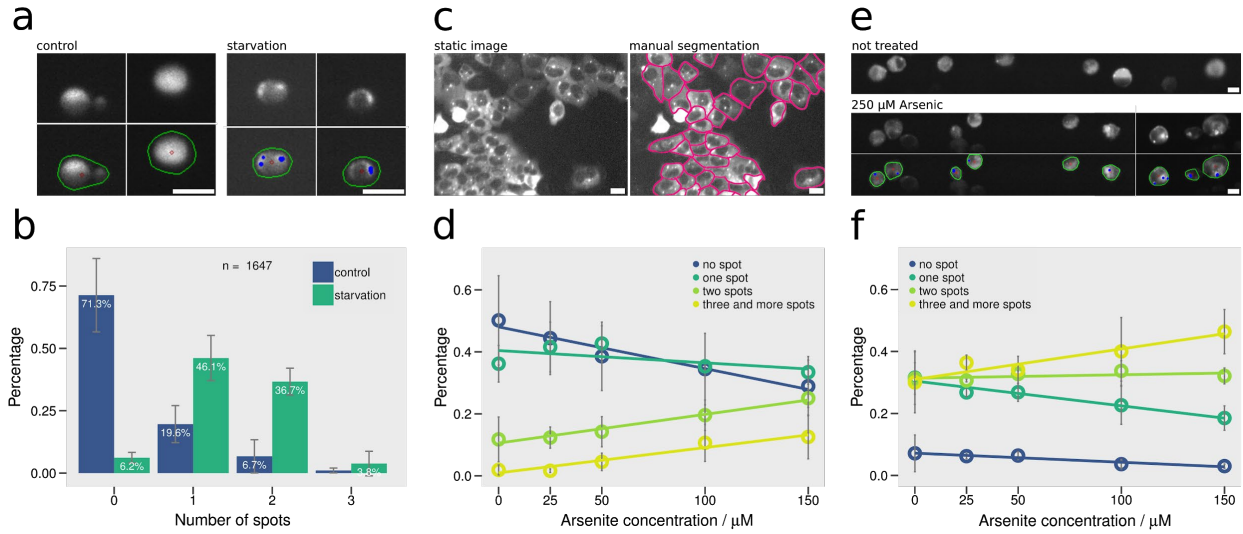 a
control
starvation
b
n = 1647
control
starvation
Percentage
0.75
0.50
0.25
0.00
71.3%
6.2%
19.6%
46.1%
6.7%
36.7%
3.8%
0 1 2 3
Number of spots
c
static image
manual segmentation
d
no spot
one spot
two spots
three and more spots
Percentage
0.6
0.4
0.2
0.0
0 25 50 100 150
Arsenite concentration / µM
e
not treated
250 µM Arsenic
f
no spot
one spot
two spots
three and more spots
Percentage
0.6
0.4
0.2
0.0
0 25 50 100 150
Arsenite concentration / µM